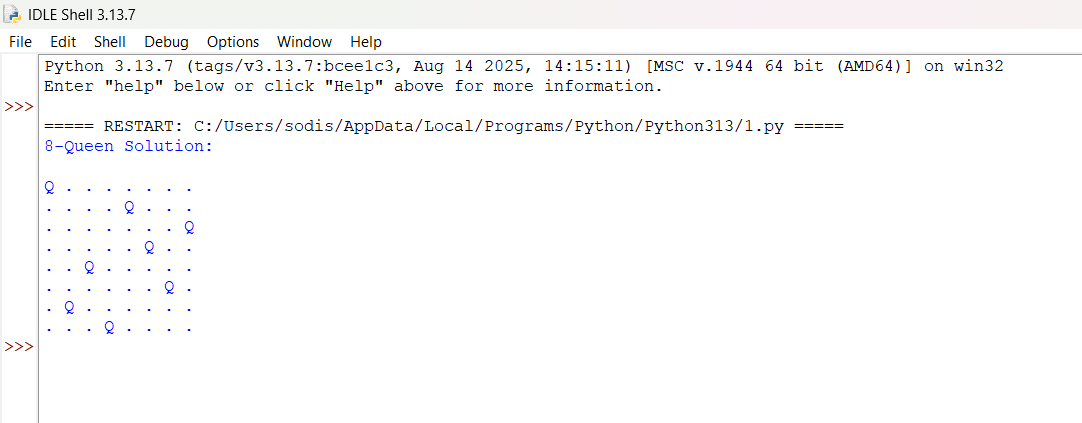 IDLE Shell 3.13.7
File Edit Shell Debug Options Window Help
Python 3.13.7 (tags/v3.13.7:bcee1c3, Aug 14 2025, 14:15:11) [MSC v.1944 64 bit (AMD64)] on win32
Enter "help" below or click "Help" above for more information.
>>>
===== RESTART: C:/Users/sodis/AppData/Local/Programs/Python/Python313/1.py =====
8-Queen Solution:
Q . . . . . . .
. . . . Q . . .
. . . . . . . Q
. . . . . Q . .
. . Q . . . . .
. . . . . . Q .
. Q . . . . . .
. . . Q . . . .
>>>